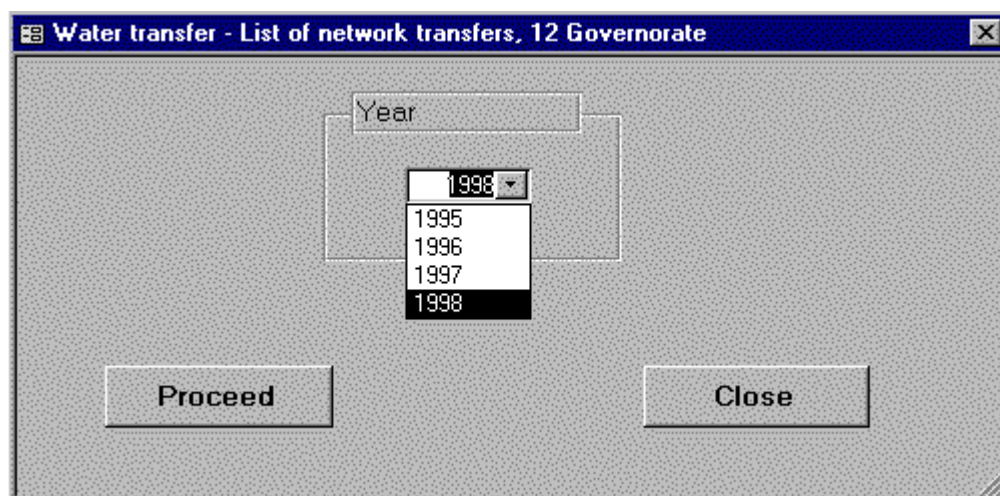 Water transfer - List of network transfers, 12 Governorate
Year
1998
1995
1996
1997
1998
Proceed
Close